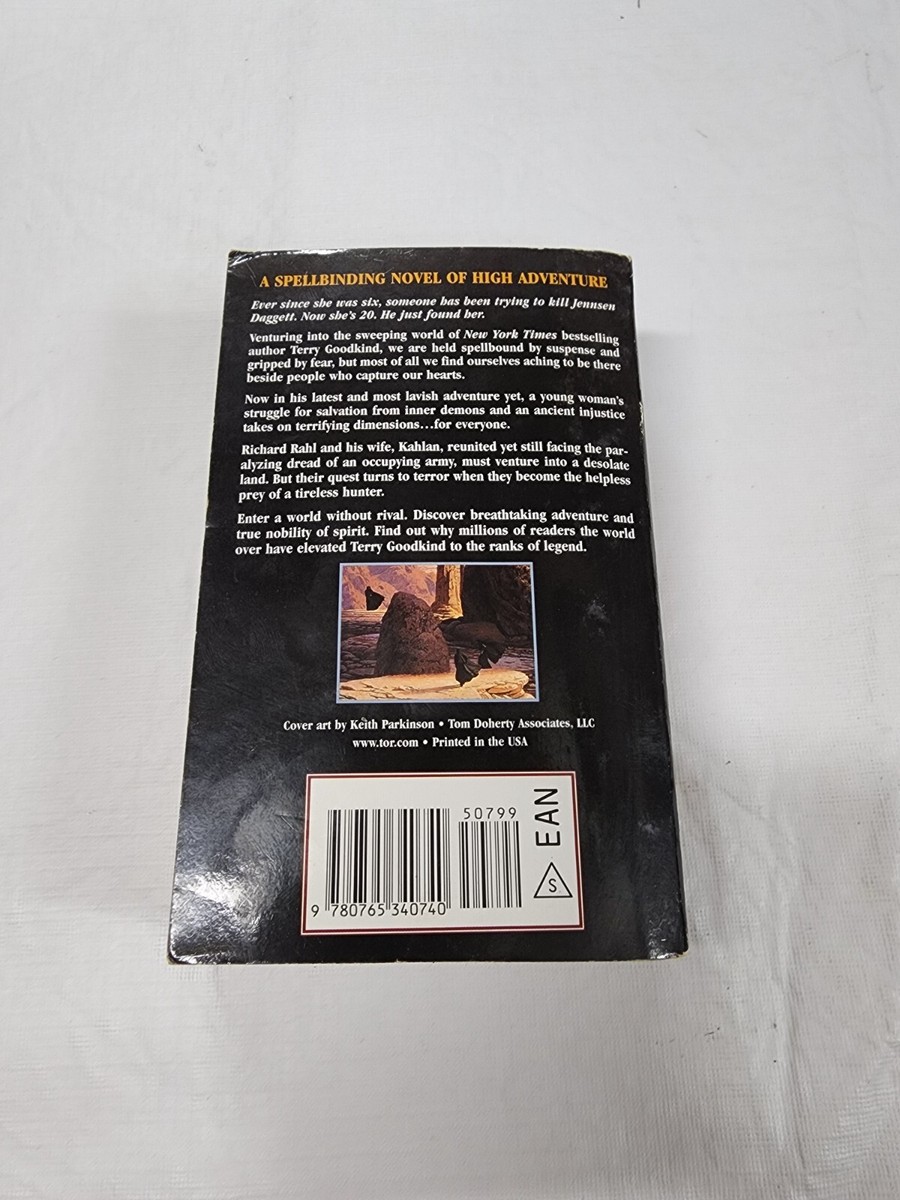 A SPELLBINDING NOVEL OF HIGH ADVENTURE
Ever since she was six, someone has been trying to kill Jennsen
Daggett. Now she's 20. He just found her.
Venturing into the sweeping world of New York Times bestselling
author Terry Goodkind, we are held spellbound by suspense and
gripped by fear, but most of all we find ourselves aching to be there
beside people who capture our hearts.
Now in his latest and most lavish adventure yet, a young woman's
struggle for salvation from inner demons and an ancient injustice
takes on terrifying dimensions...for everyone.
Richard Rahl and his wife, Kahlan, reunited yet still facing the par-
alyzing dread of an occupying army, must venture into a desolate
land. But their quest turns to terror when they become the helpless
prey of a tireless hunter.
Enter a world without rival. Discover breathtaking adventure and
true nobility of spirit. Find out why millions of readers the world
over have elevated Terry Goodkind to the ranks of legend.
Cover art by Keith Parkinson • Tom Doherty Associates, LLC
www.tor.com • Printed in the USA
50799
EAN
S
9 780765 340740